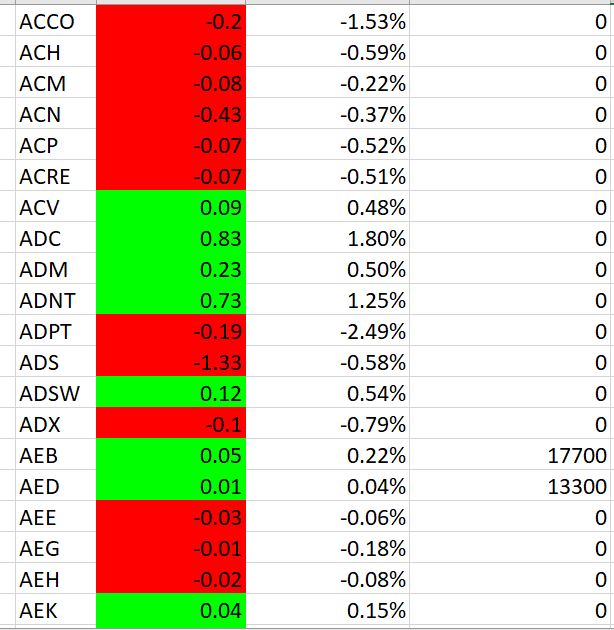 ACCO -0.2 -1.53% 0
ACH -0.06 -0.59% 0
ACM -0.08 -0.22% 0
ACN -0.43 -0.37% 0
ACP -0.07 -0.52% 0
ACRE -0.07 -0.51% 0
ACV 0.09 0.48% 0
ADC 0.83 1.80% 0
ADM 0.23 0.50% 0
ADNT 0.73 1.25% 0
ADPT -0.19 -2.49% 0
ADS -1.33 -0.58% 0
ADSW 0.12 0.54% 0
ADX -0.1 -0.79% 0
AEB 0.05 0.22% 17700
AED 0.01 0.04% 13300
AEE -0.03 -0.06% 0
AEG -0.01 -0.18% 0
AEH -0.02 -0.08% 0
AEK 0.04 0.15% 0